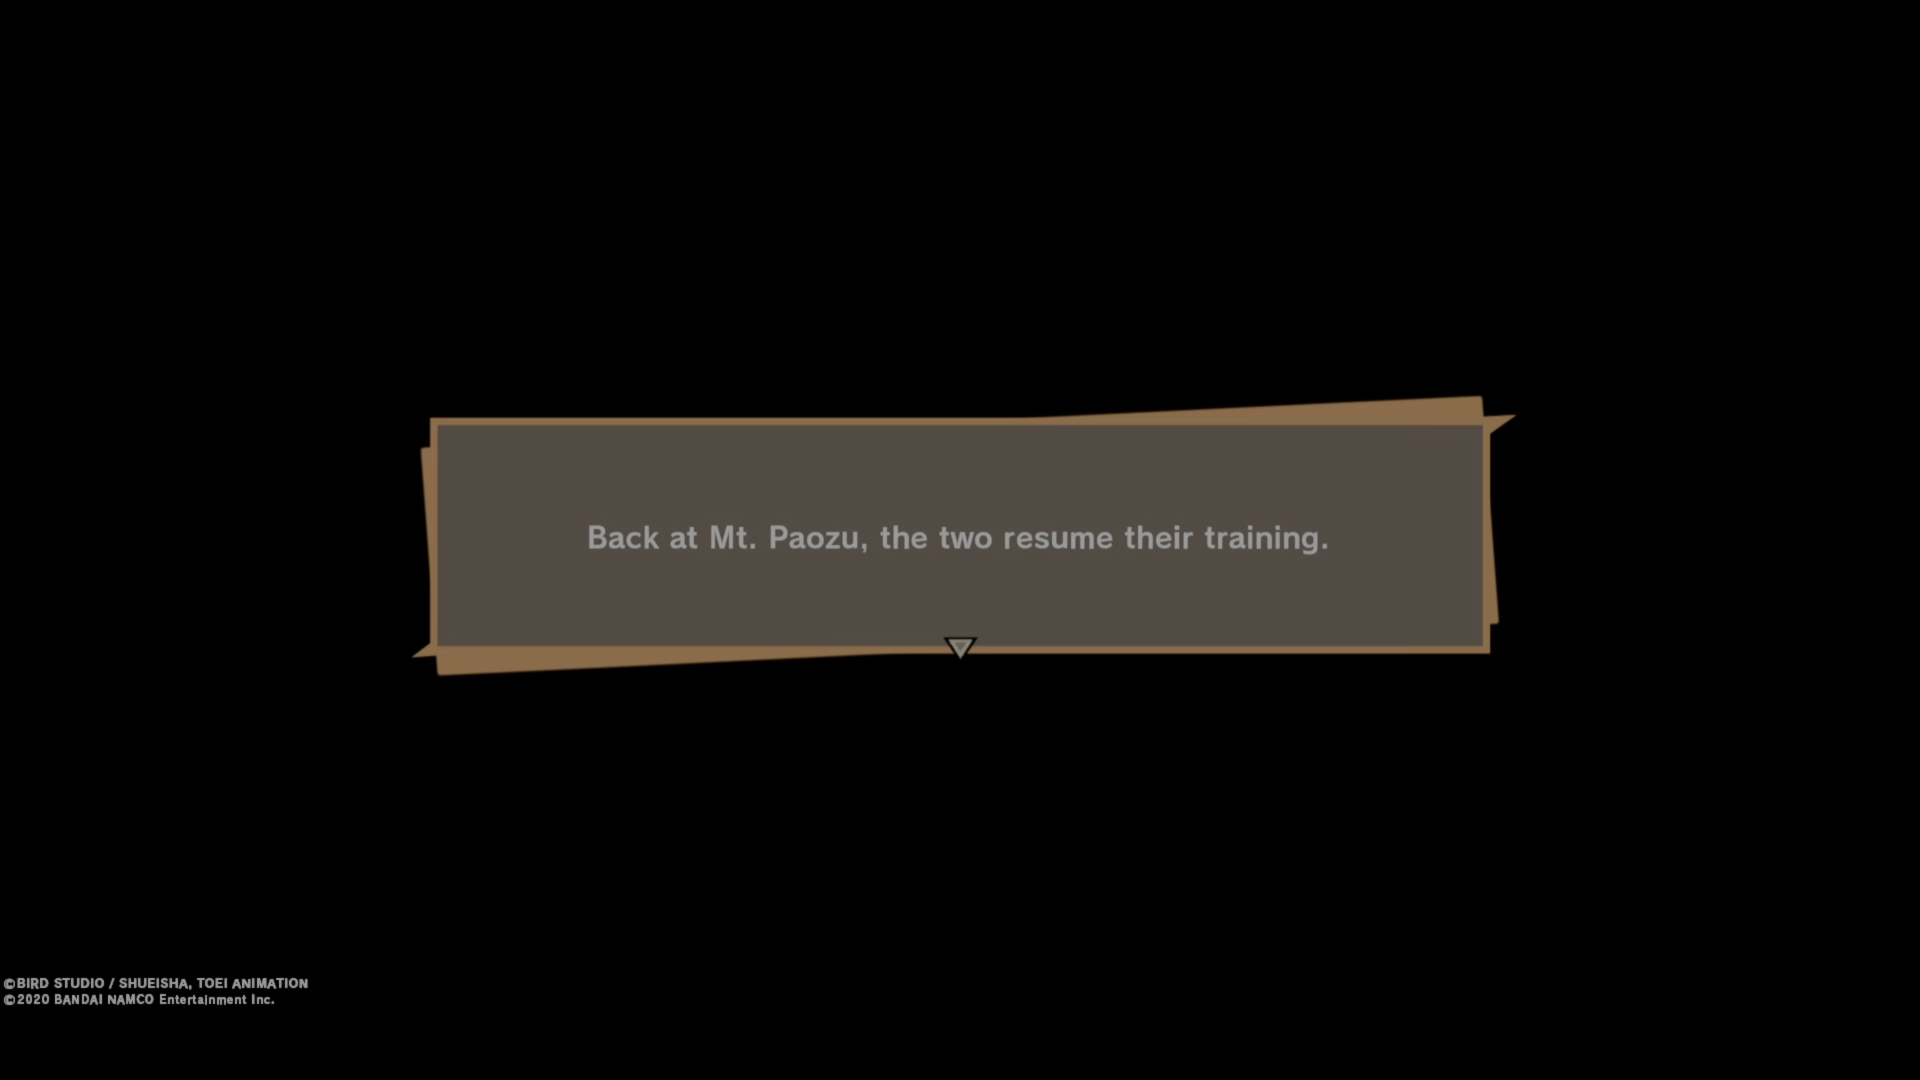 Back at Mt. Paozu, the two resume their training.
©BIRD STUDIO / SHUEISHA, TOEI ANIMATION
©2020 BANDAI NAMCO Entertainment Inc.